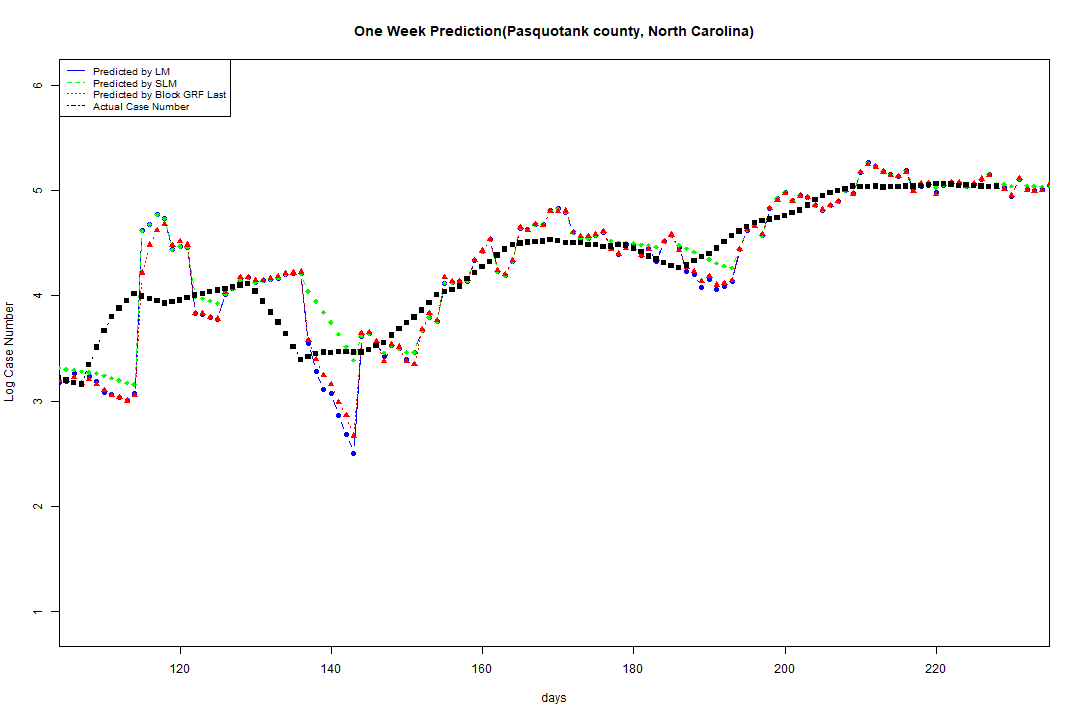 One Week Prediction(Pasquotank county, North Carolina)
Predicted by LM
Predicted by SLM
Predicted by Block GRF Last
Actual Case Number
6
5
4
3
2
1
Log Case Number
120 140 160 180 200 220
days